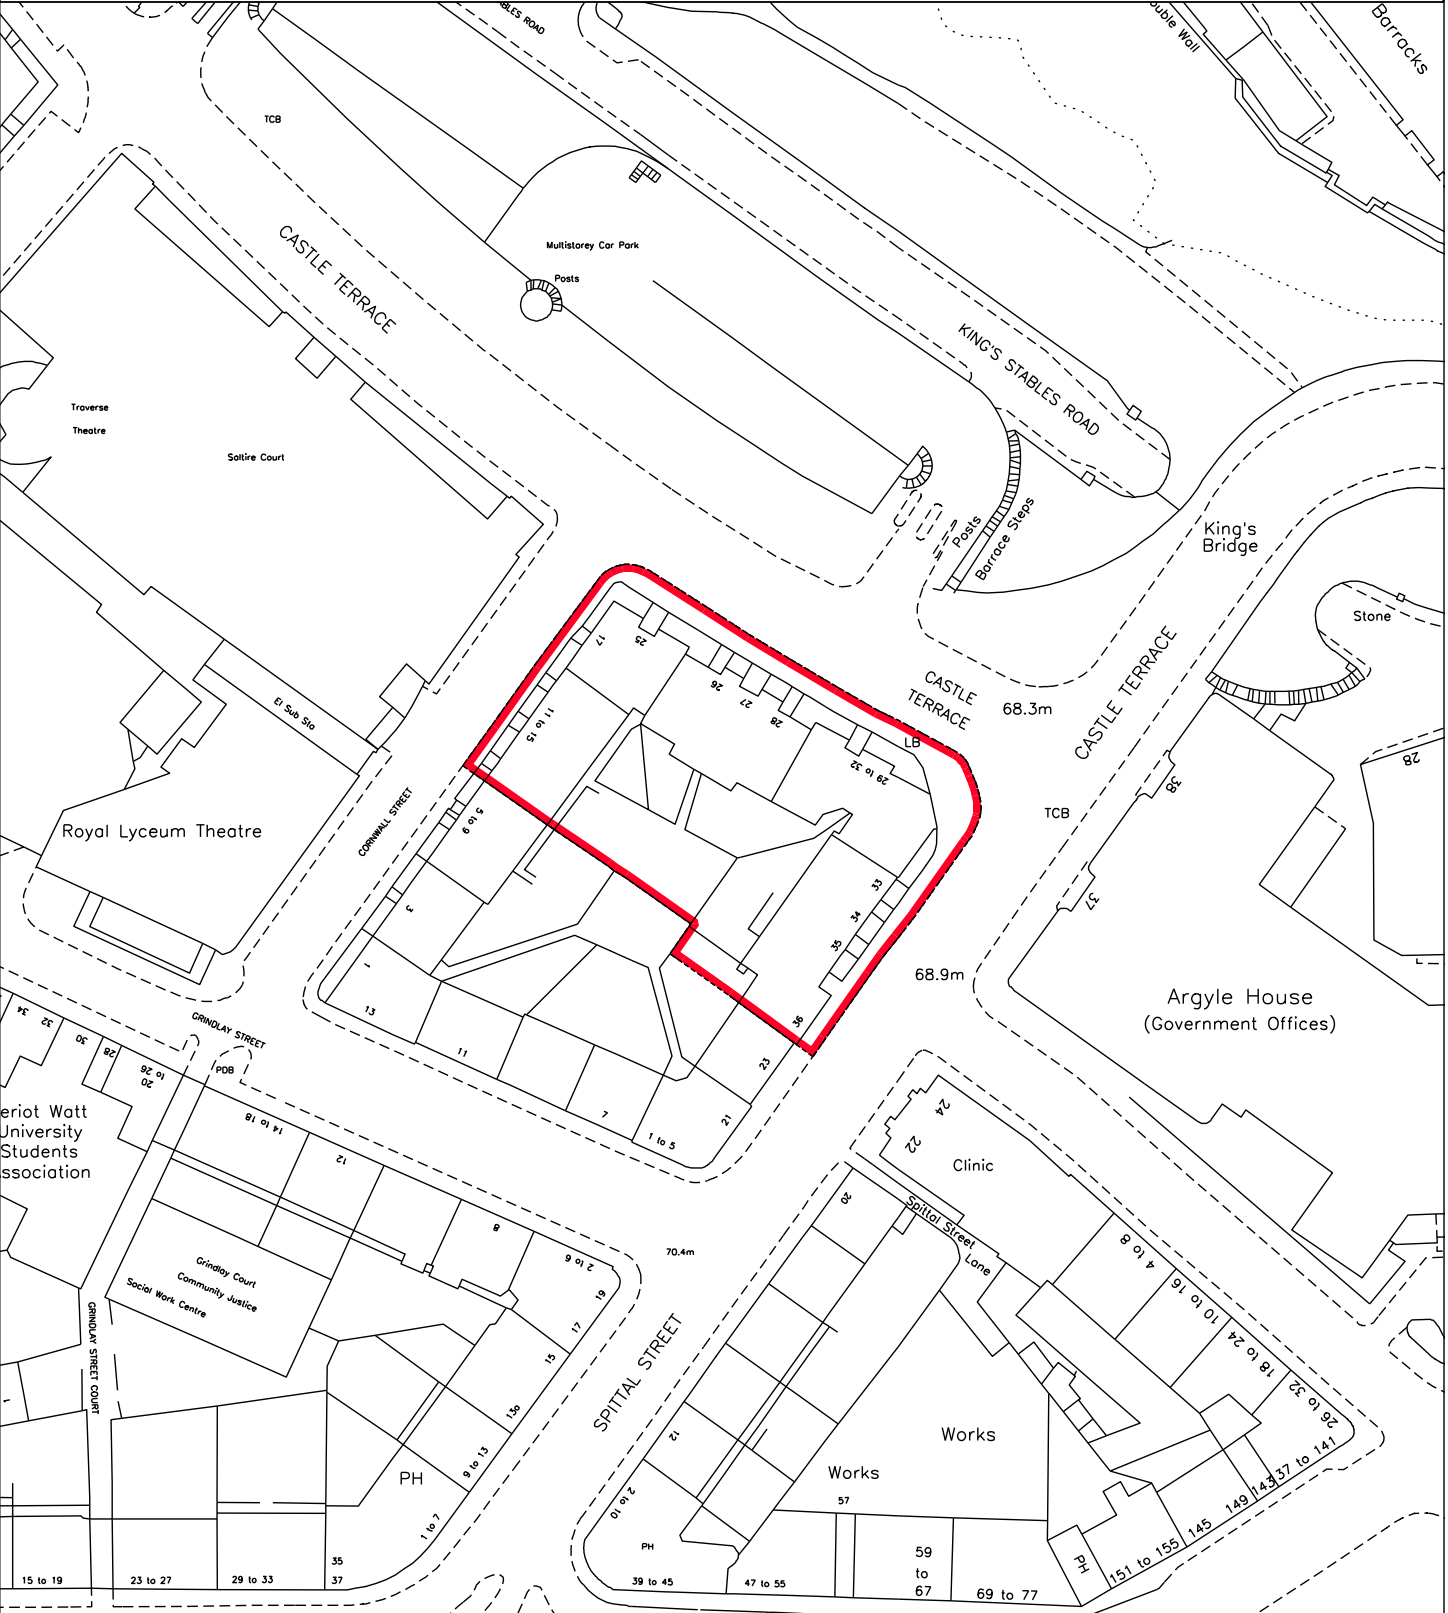 BLES ROAD
ouble Wall
Barracks
TCB
CASTLE TERRACE
Multistorey Car Park
Posts
KING'S STABLES ROAD
Traverse
Theatre
Saltire Court
Posts
Barrace Steps
King's
Bridge
Stone
17
25
26
27
28
29 to 32
11 to 15
5 to 9
3
1
CASTLE
TERRACE
LB
68.3m
CASTLE TERRACE
28
38
37
TCB
El Sub Sta
CORNWALL STREET
Royal Lyceum Theatre
33
34
35
36
68.9m
Argyle House
(Government Offices)
13
11
7
1 to 5
21
23
GRINDLAY STREET
34
32
30
28
20
to 26
PDB
14 to 18
12
8
2 to 6
eriot Watt
University
Students
ssociation
24
22
Clinic
Spittal Street
Lane
20
70.4m
Grindlay Court
Community Justice
Social Work Centre
GRINDLAY STREET COURT
19
17
15
13a
9 to 13
1 to 7
PH
SPITTAL STREET
12
2 to 10
4 to 8
10 to 16
18 to 24
26 to 32
Works
Works
57
PH
39 to 45
47 to 55
59
to
67
69 to 77
PH
151 to 155
145
149
143
37 to 141
15 to 19
23 to 27
29 to 33
35
37